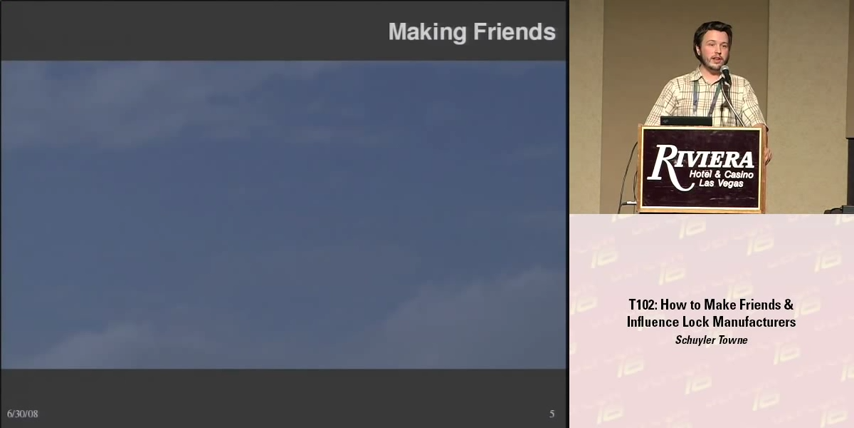 Making Friends
6/30/08
5
RIVIERA
Hotel & Casino
Las Vegas
T102: How to Make Friends &
Influence Lock Manufacturers
Schuyler Towne